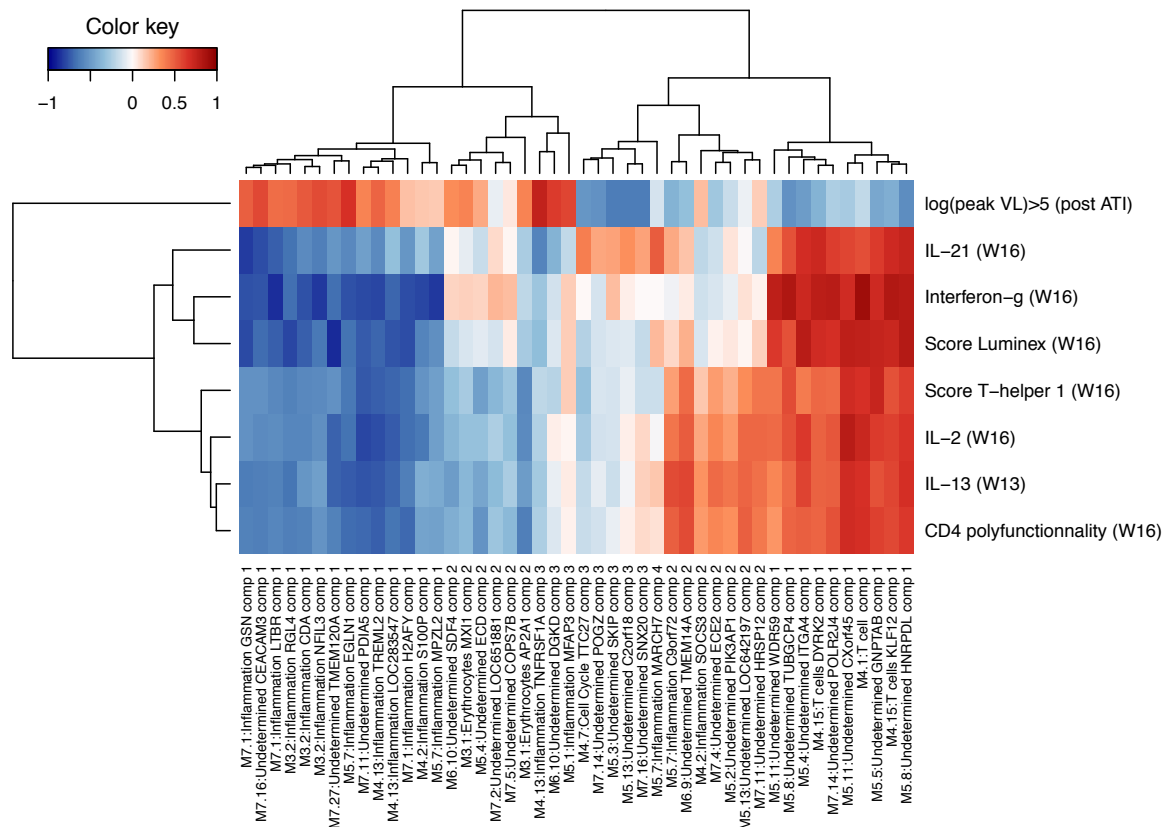 Color key
−1 0 0.5 1
log(peak VL)>5 (post ATI)
IL−21 (W16)
Interferon−g (W16)
Score Luminex (W16)
Score T−helper 1 (W16)
IL−2 (W16)
IL−13 (W13)
CD4 polyfunctionnality (W16)
M7.1:Inflammation GSN comp 1
M7.16:Undetermined CEACAM3 comp 1
M7.1:Inflammation LTBR comp 1
M3.2:Inflammation RGL4 comp 1
M3.2:Inflammation CDA comp 1
M3.2:Inflammation NFIL3 comp 1
M7.27:Undetermined TMEM120A comp 1
M5.7:Inflammation EGLN1 comp 1
M7.11:Undetermined PDIA5 comp 1
M4.13:Inflammation TREML2 comp 1
M4.13:Inflammation LOC283547 comp 1
M7.1:Inflammation H2AFY comp 1
M4.2:Inflammation S100P comp 1
M5.7:Inflammation MPZL2 comp 1
M6.10:Undetermined SDF4 comp 2
M3.1:Erythrocytes MXI1 comp 2
M5.4:Undetermined ECD comp 2
M7.2:Undetermined LOC651881 comp 2
M7.5:Undetermined COPS7B comp 2
M3.1:Erythrocytes AP2A1 comp 2
M4.13:Inflammation TNFRSF1A comp 3
M6.10:Undetermined DGKD comp 3
M5.1:Inflammation MFAP3 comp 3
M4.7:Cell Cycle TTC27 comp 3
M7.14:Undetermined POGZ comp 3
M5.3:Undetermined SKIP comp 3
M5.13:Undetermined C2orf18 comp 3
M7.16:Undetermined SNX20 comp 3
M5.7:Inflammation MARCH7 comp 4
M5.7:Inflammation C9orf72 comp 2
M6.9:Undetermined TMEM14A comp 2
M4.2:Inflammation SOCS3 comp 2
M7.4:Undetermined ECE2 comp 2
M5.2:Undetermined PIK3AP1 comp 2
M5.13:Undetermined LOC642197 comp 2
M7.11:Undetermined HRSP12 comp 2
M5.11:Undetermined WDR59 comp 1
M5.8:Undetermined TUBGCP4 comp 1
M5.4:Undetermined ITGA4 comp 1
M4.15:T cells DYRK2 comp 1
M7.14:Undetermined POLR2J4 comp 1
M5.11:Undetermined CXorf45 comp 1
M4.1:T cell comp 1
M5.5:Undetermined GNPTAB comp 1
M4.15:T cells KLF12 comp 1
M5.8:Undetermined HNRPDL comp 1